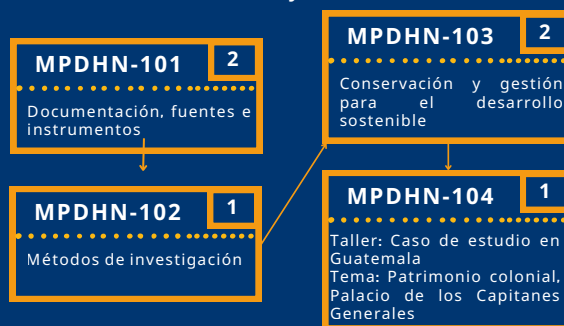 MPDHN-101
2
Documentación, fuentes e
instrumentos
MPDHN-102
1
Métodos de investigación
MPDHN-103
2
Conservación y gestión
para el desarrollo
sostenible
MPDHN-104
1
Taller: Caso de estudio en
Guatemala
Tema: Patrimonio colonial,
Palacio de los Capitanes
Generales